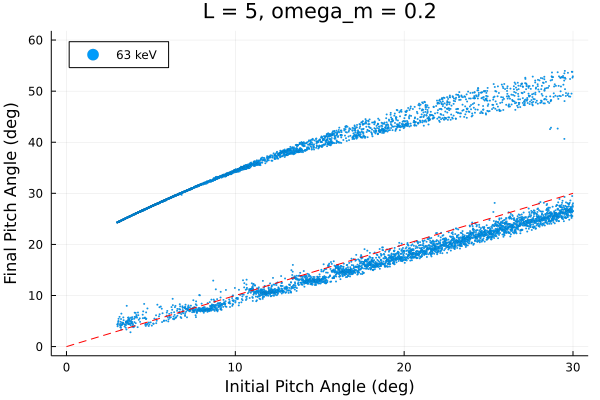 L = 5, omega_m = 0.2
63 keV
Final Pitch Angle (deg)
60
50
40
30
20
10
0
0 10 20 30
Initial Pitch Angle (deg)